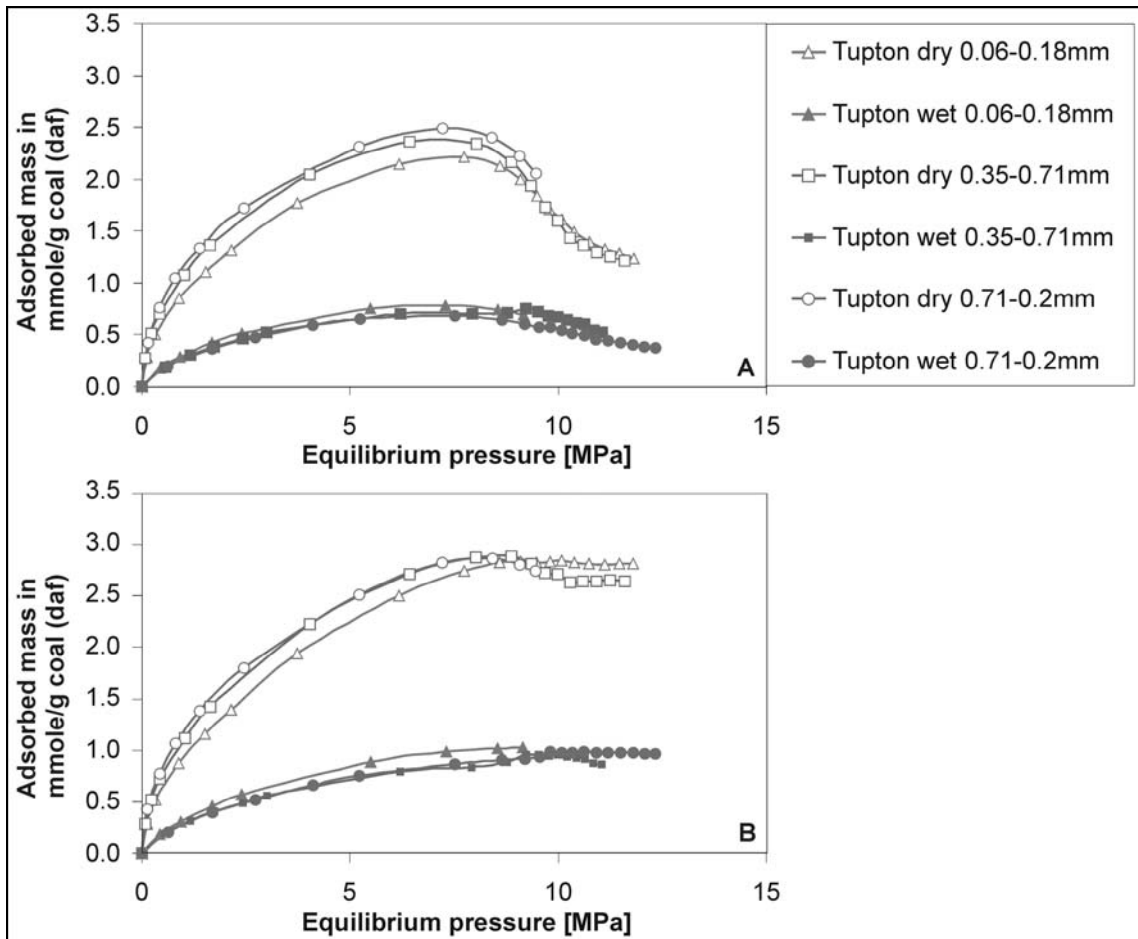 3.5
3.0
2.5
2.0
1.5
1.0
0.5
0.0
Adsorbed mass in
mmole/g coal (daf)
0 5 10 15
Equilibrium pressure [MPa]
A
Tupton dry 0.06-0.18mm
Tupton wet 0.06-0.18mm
Tupton dry 0.35-0.71mm
Tupton wet 0.35-0.71mm
Tupton dry 0.71-0.2mm
Tupton wet 0.71-0.2mm
3.5
3.0
2.5
2.0
1.5
1.0
0.5
0.0
Adsorbed mass in
mmole/g coal (daf)
0 5 10 15
Equilibrium pressure [MPa]
B